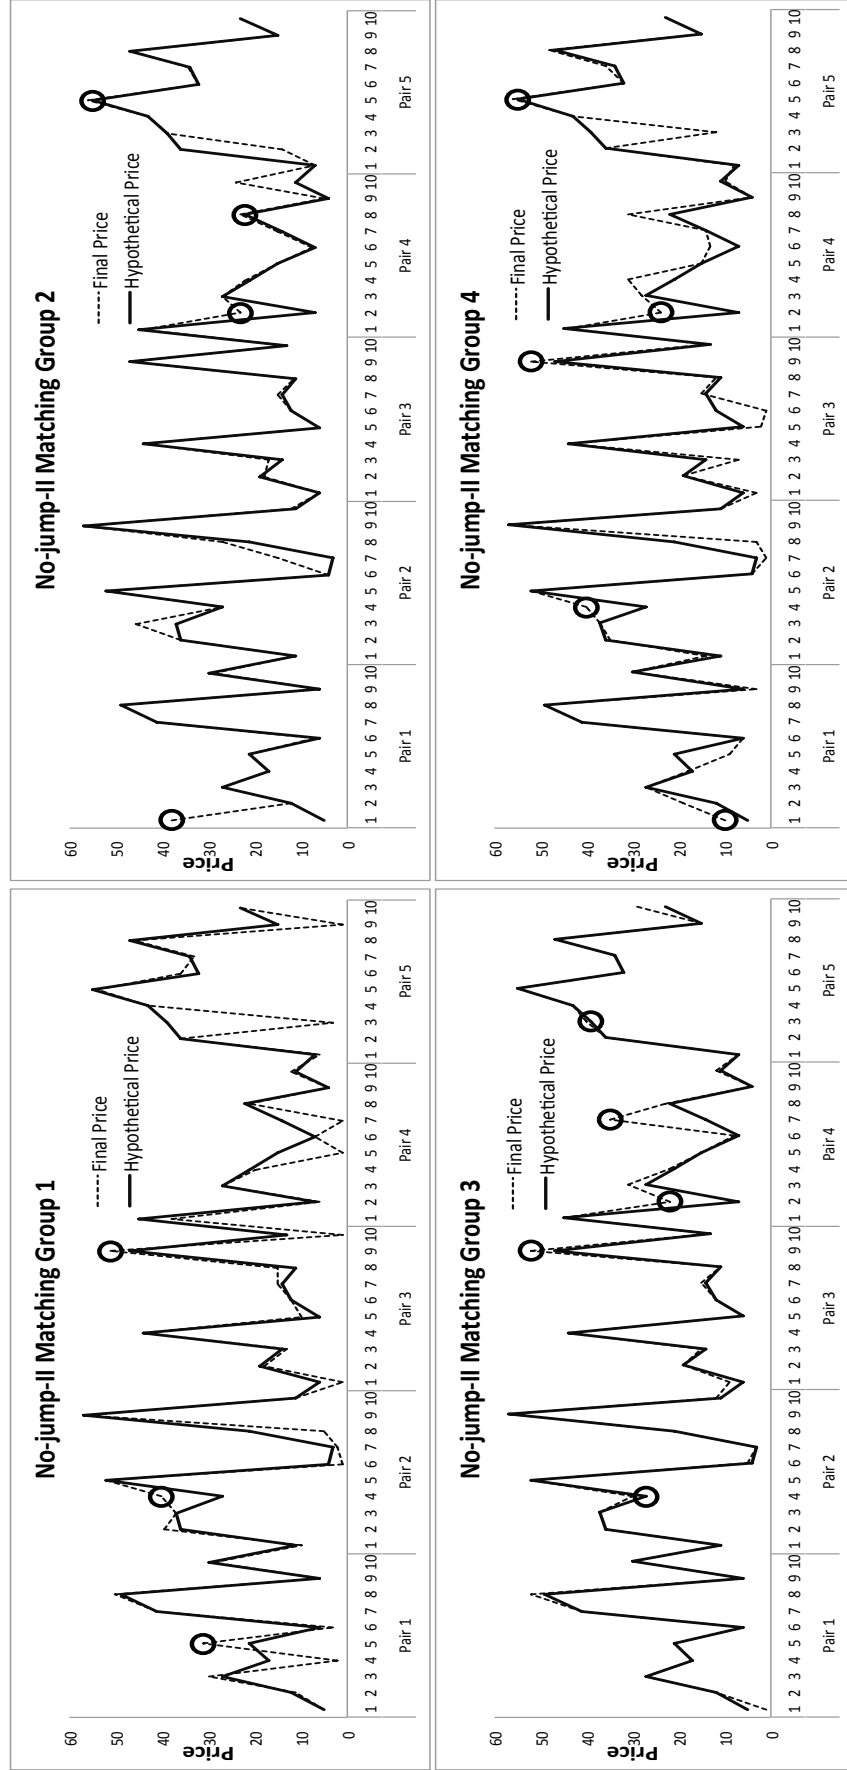 No-jump-II Matching Group 1
Final Price
Hypothetical Price
Price
60
50
40
30
20
10
0
1 2 3 4 5 6 7 8 9 10 1 2 3 4 5 6 7 8 9 10 1 2 3 4 5 6 7 8 9 10 1 2 3 4 5 6 7 8 9 10 1 2 3 4 5 6 7 8 9 10
Pair 1 Pair 2 Pair 3 Pair 4 Pair 5
No-jump-II Matching Group 2
Final Price
Hypothetical Price
Price
60
50
40
30
20
10
0
1 2 3 4 5 6 7 8 9 10 1 2 3 4 5 6 7 8 9 10 1 2 3 4 5 6 7 8 9 10 1 2 3 4 5 6 7 8 9 10 1 2 3 4 5 6 7 8 9 10
Pair 1 Pair 2 Pair 3 Pair 4 Pair 5
No-jump-II Matching Group 3
Final Price
Hypothetical Price
Price
60
50
40
30
20
10
0
1 2 3 4 5 6 7 8 9 10 1 2 3 4 5 6 7 8 9 10 1 2 3 4 5 6 7 8 9 10 1 2 3 4 5 6 7 8 9 10 1 2 3 4 5 6 7 8 9 10
Pair 1 Pair 2 Pair 3 Pair 4 Pair 5
No-jump-II Matching Group 4
Final Price
Hypothetical Price
Price
60
50
40
30
20
10
0
1 2 3 4 5 6 7 8 9 10 1 2 3 4 5 6 7 8 9 10 1 2 3 4 5 6 7 8 9 10 1 2 3 4 5 6 7 8 9 10 1 2 3 4 5 6 7 8 9 10
Pair 1 Pair 2 Pair 3 Pair 4 Pair 5